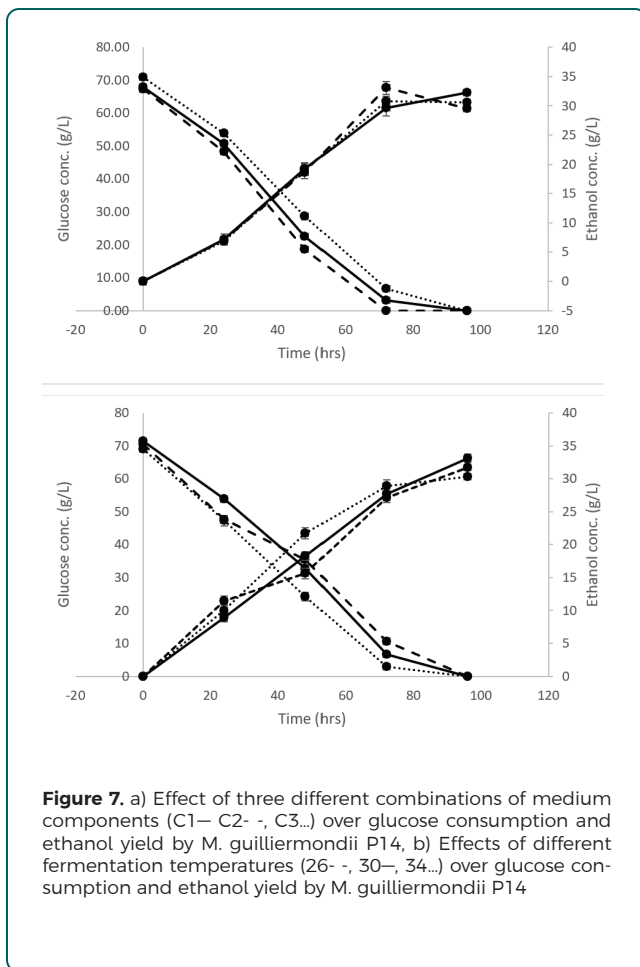 80.00
70.00
60.00
50.00
40.00
30.00
20.00
10.00
0.00
Glucose conc. (g/L)
40
35
30
25
20
15
10
5
0
-5
Ethanol conc. (g/L)
-20 0 20 40 60 80 100 120
Time (hrs)
80
70
60
50
40
30
20
10
0
Glucose conc. (g/L)
40
35
30
25
20
15
10
5
0
Ethanol conc. (g/L)
-20 0 20 40 60 80 100 120
Time (hrs)
Figure 7. a) Effect of three different combinations of medium
components (C1— C2- -, C3...) over glucose consumption and
ethanol yield by M. guilliermondii P14, b) Effects of different
fermentation temperatures (26- -, 30—, 34...) over glucose con-
sumption and ethanol yield by M. guilliermondii P14